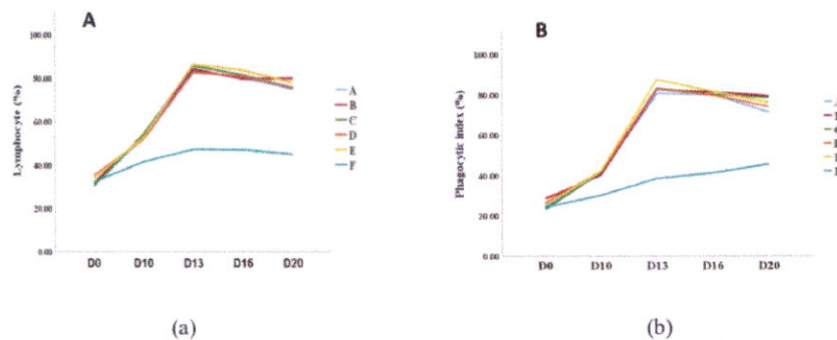 A
100.00
80.00
60.00
40.00
20.00
0.00
Lymphocyte (%)
D0 D10 D13 D16 D20
A
B
C
D
E
F
(a)
B
100.00
80.00
60.00
40.00
20.00
.00
Phagocytic index (%)
D0 D10 D13 D16 D20
(b)